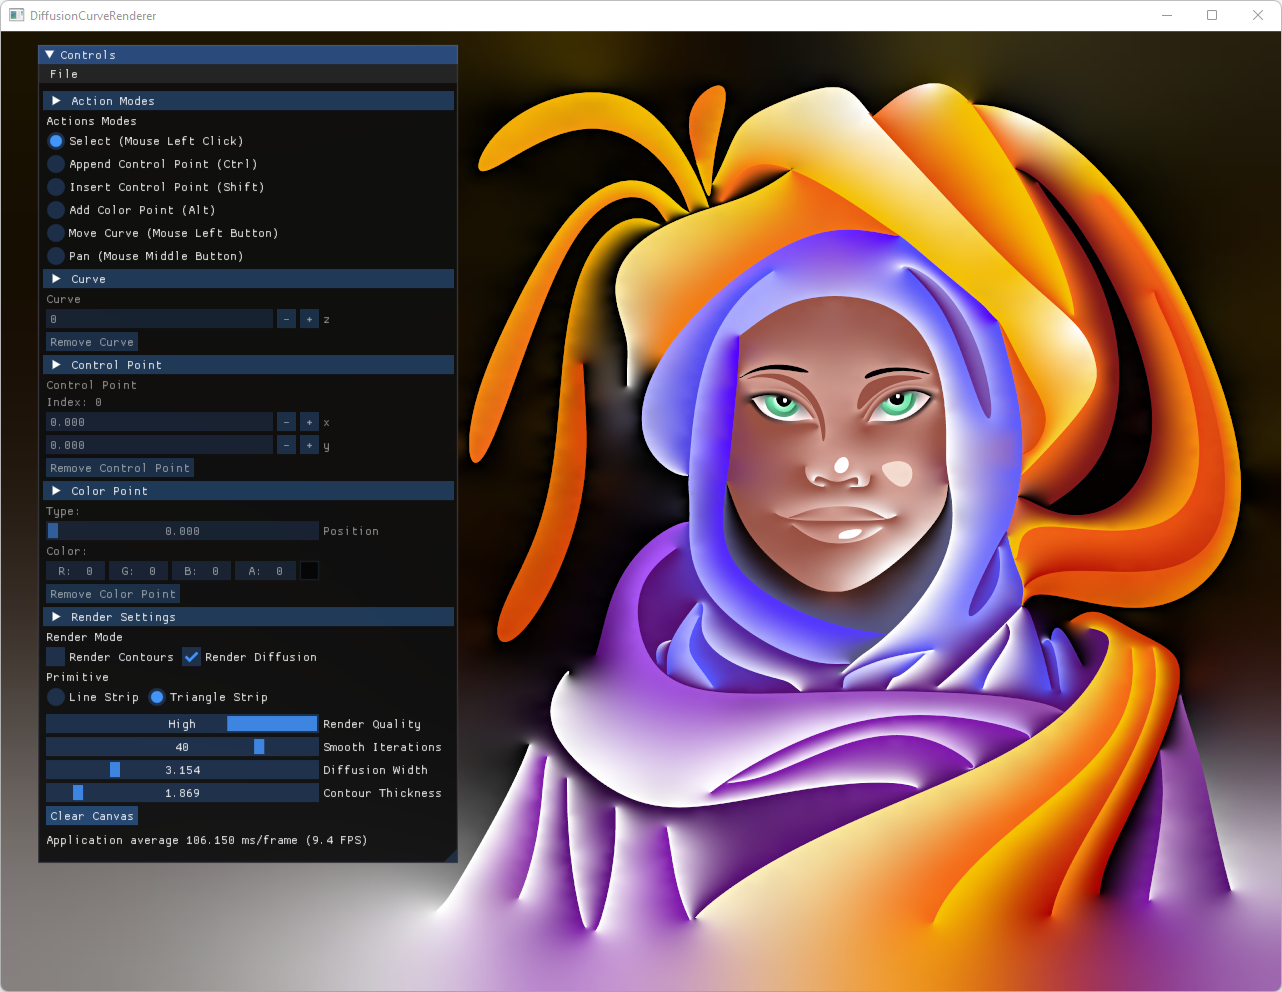 DiffusionCurveRenderer
Controls
File
Action Modes
Actions Modes
Select (Mouse Left Click)
Append Control Point (Ctrl)
Insert Control Point (Shift)
Add Color Point (Alt)
Move Curve (Mouse Left Button)
Pan (Mouse Middle Button)
Curve
Curve
0 - + z
Remove Curve
Control Point
Control Point
Index: 0
0.000 - + x
0.000 - + y
Remove Control Point
Color Point
Type:
0.000 Position
Color:
R: 0 G: 0 B: 0 A: 0
Remove Color Point
Render Settings
Render Mode
Render Contours Render Diffusion
Primitive
Line Strip Triangle Strip
High Render Quality
40 Smooth Iterations
3.154 Diffusion Width
1.869 Contour Thickness
Clear Canvas
Application average 106.150 ms/frame (9.4 FPS)